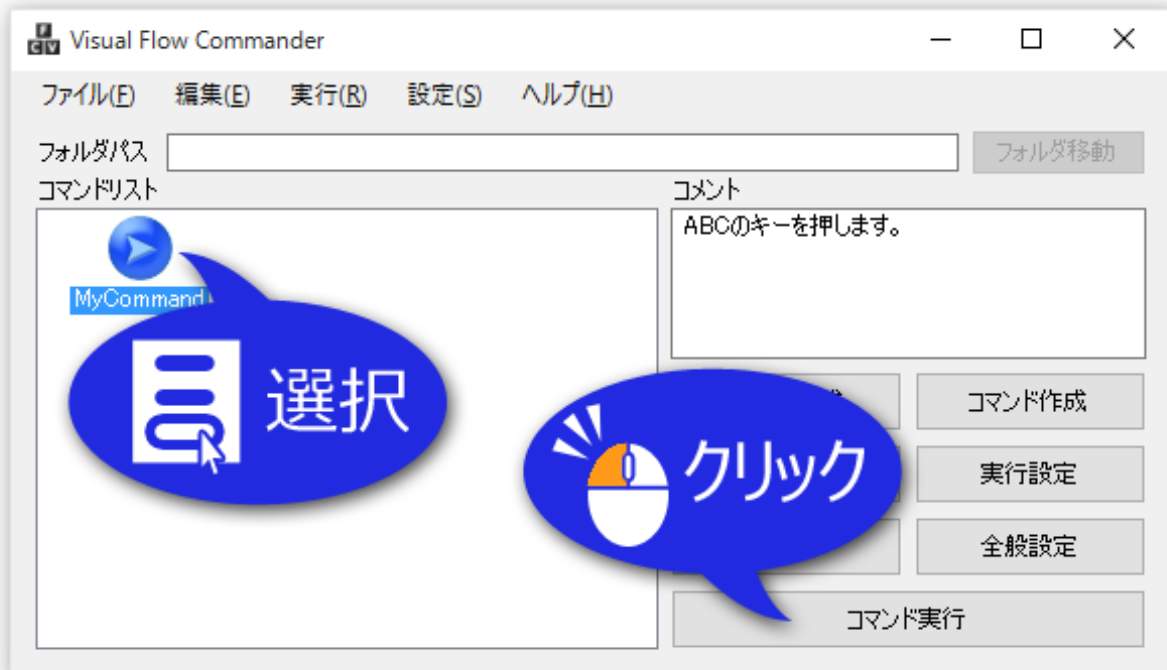 Visual Flow Commander
ファイル(F) 編集(E) 実行(R) 設定(S) ヘルプ(H)
フォルダパス
フォルダ移動
コマンドリスト
MyCommand
選択
コメント
ABCのキーを押します。
コマンド作成
クリック
実行設定
全般設定
コマンド実行